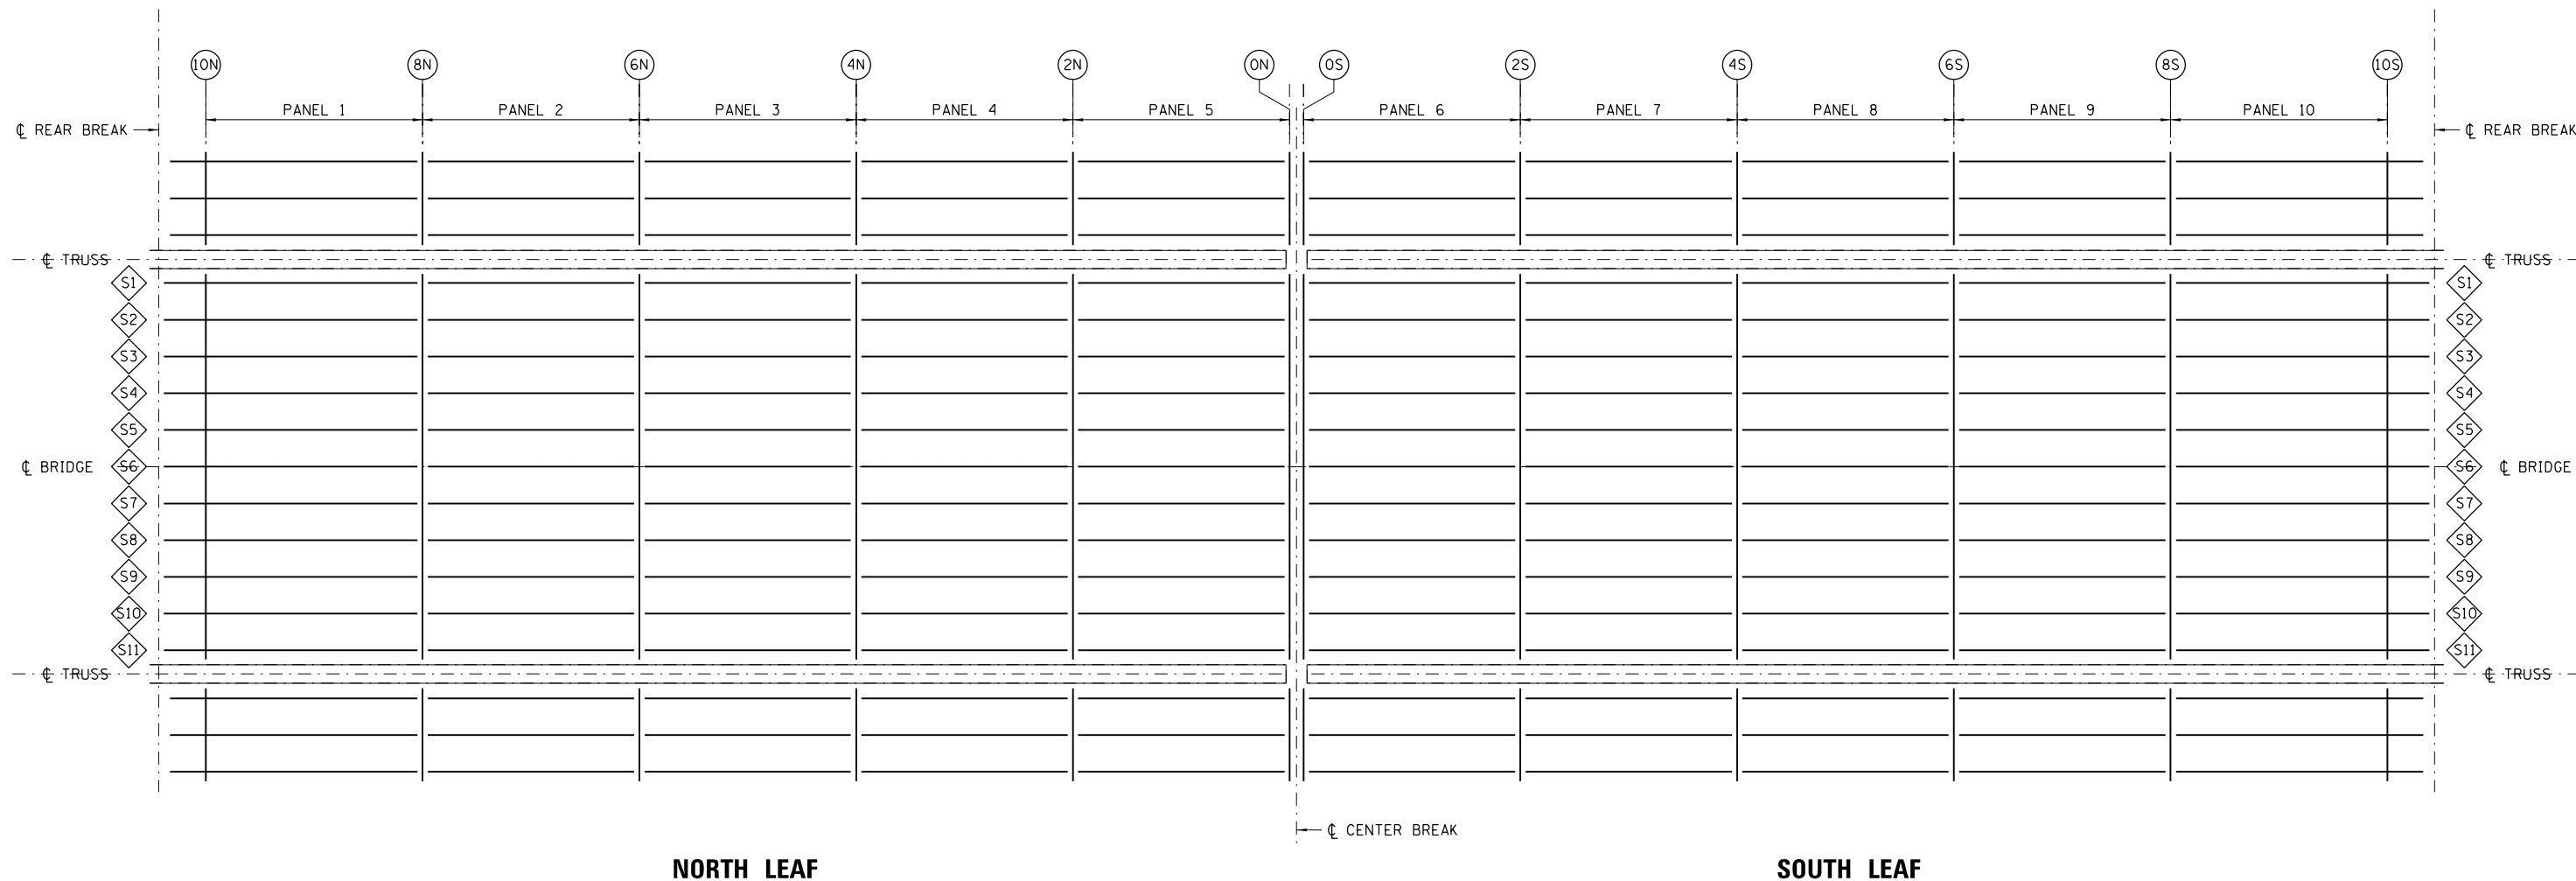 10N 8N 6N 4N 2N 0N 0S 2S 4S 6S 8S 10S
PANEL 1 PANEL 2 PANEL 3 PANEL 4 PANEL 5 PANEL 6 PANEL 7 PANEL 8 PANEL 9 PANEL 10
℄ REAR BREAK ℄ REAR BREAK
℄ TRUSS ℄ TRUSS
S1 S1
S2 S2
S3 S3
S4 S4
S5 S5
℄ BRIDGE S6 S6 ℄ BRIDGE
S7 S7
S8 S8
S9 S9
S10 S10
S11 S11
℄ TRUSS ℄ TRUSS
℄ CENTER BREAK
NORTH LEAF SOUTH LEAF